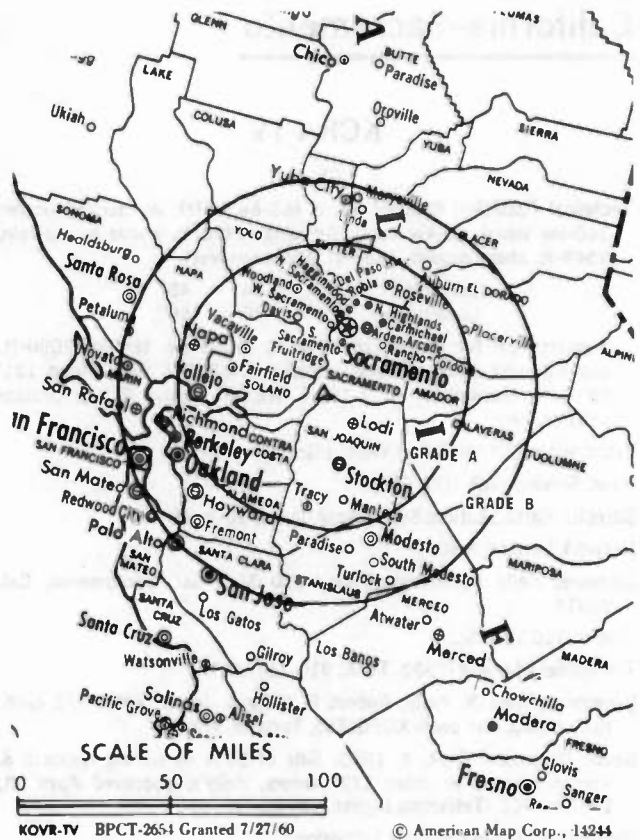 GLENN
Chico
BUTTE
Paradise
LAKE
Oroville
COLUSA
SIERRA
Ukiah
YUBA
Yuba City
Marysville
NEVADA
Linda
SONOMA
YOLO
Healdsburg
NAPA
Santa Rosa
Woodland
N. Sacramento
Del Paso
Robla
Roseville
Auburn
EL DORADO
W. Sacramento
N. Highlands
Vacaville
Davis
Carmichael
Placerville
Petaluma
Napa
S. Sacramento
Arden-Arcade
Fruitridge
Rancho Cordova
ALPINE
Novato
MARIN
Fairfield
Sacramento
Vallejo
SOLANO
SACRAMENTO
AMADOR
San Rafael
A
Richmond
CONTRA COSTA
Lodi
CALAVERAS
San Francisco
Berkeley
SAN JOAQUIN
GRADE A
SAN FRANCISCO
Oakland
Stockton
TUOLUMNE
San Mateo
ALAMEDA
Tracy
Manteca
GRADE B
Hayward
Redwood City
Fremont
Paradise
Modesto
Palo Alto
SANTA CLARA
South Modesto
MARIPOSA
SAN MATEO
STANISLAUS
Turlock
San Jose
MERCED
SANTA CRUZ
Los Gatos
Atwater
Santa Cruz
Merced
MADERA
Gilroy
Los Banos
Watsonville
Chowchilla
Hollister
Salinas
Alisel
Madera
Pacific Grove
FRESNO
SCALE OF MILES
Clovis
Fresno
Sanger
0 50 100
KOVR-TV BPCT-2654 Granted 7/27/60
© American Map Corp., 14244